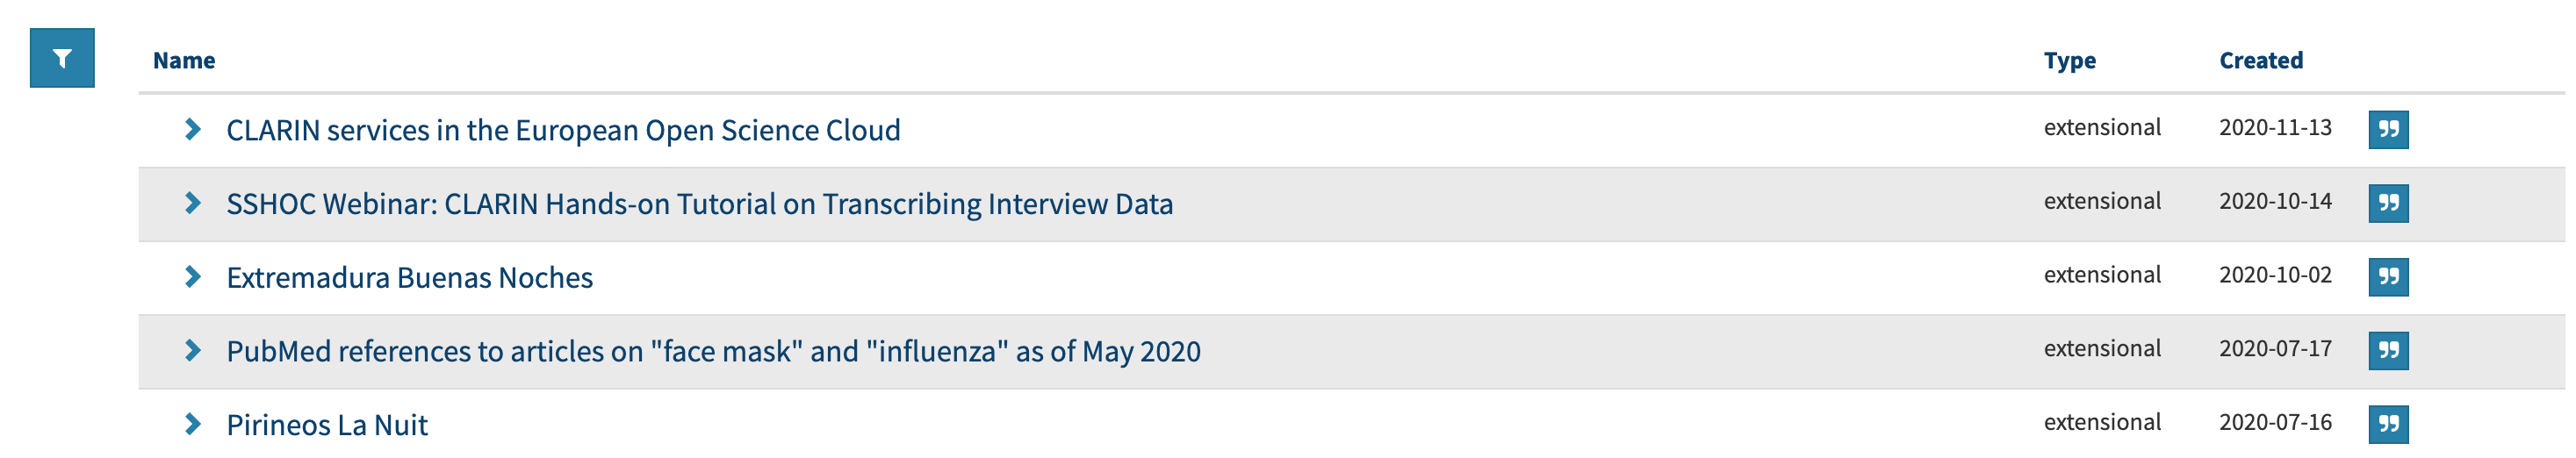 Name Type Created
CLARIN services in the European Open Science Cloud extensional 2020-11-13
SSHOC Webinar: CLARIN Hands-on Tutorial on Transcribing Interview Data extensional 2020-10-14
Extremadura Buenas Noches extensional 2020-10-02
PubMed references to articles on "face mask" and "influenza" as of May 2020 extensional 2020-07-17
Pirineos La Nuit extensional 2020-07-16